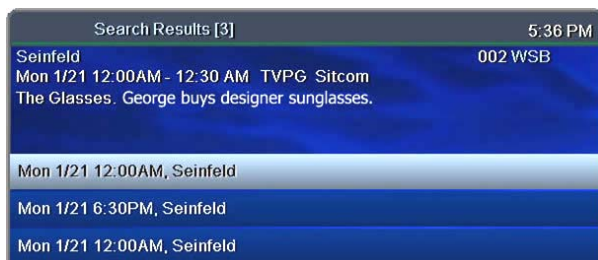 Search Results [3] 5:36 PM
Seinfeld 002 WSB
Mon 1/21 12:00AM - 12:30 AM TVPG Sitcom
The Glasses. George buys designer sunglasses.
Mon 1/21 12:00AM, Seinfeld
Mon 1/21 6:30PM, Seinfeld
Mon 1/21 12:00AM, Seinfeld